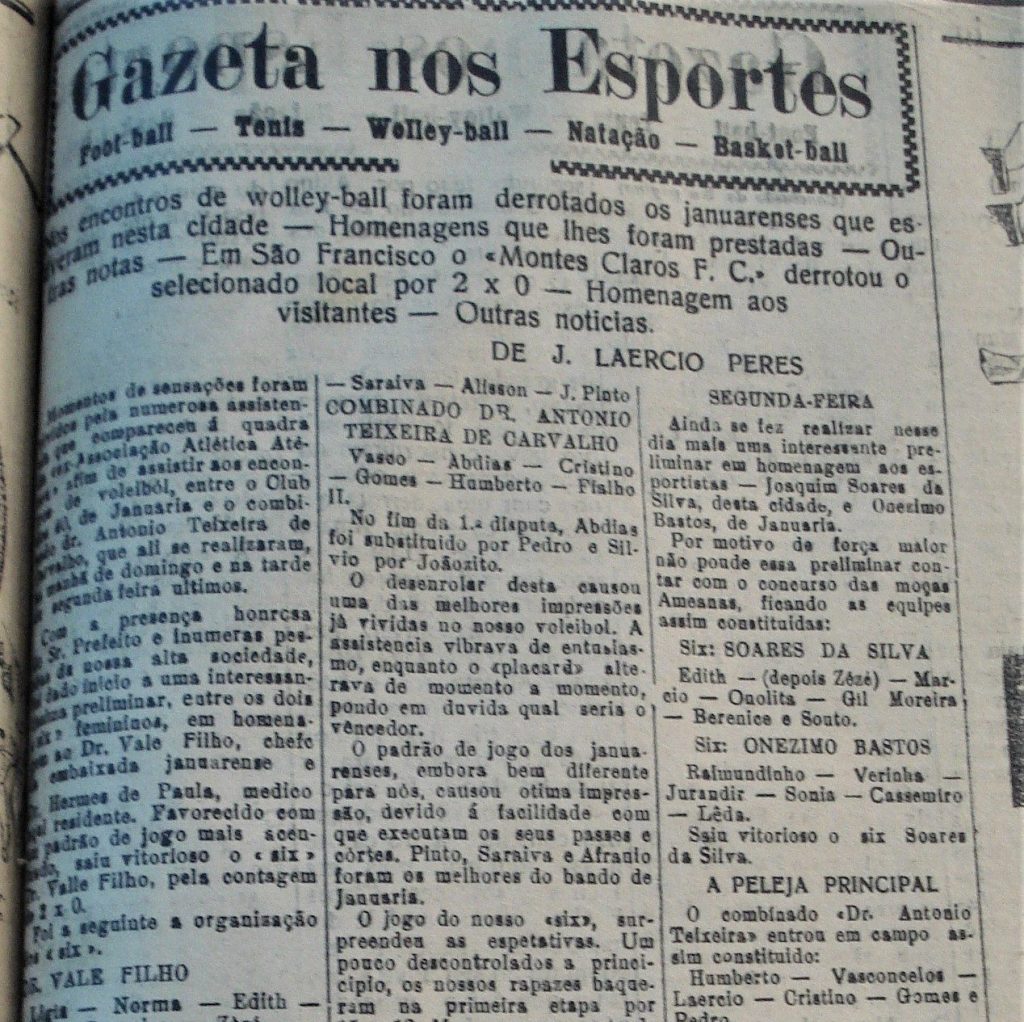 Gazeta nos Esportes
Foot-ball — Tenis — Wolley-ball — Natação — Basket-ball
encontros de wolley-ball foram derrotados os januarenses que es-
tiveram nesta cidade — Homenagens que lhes foram prestadas — Ou-
tras notas — Em São Francisco o «Montes Claros F. C.» derrotou o
selecionado local por 2 x 0 — Homenagem aos
visitantes — Outras noticias.
DE J. LAERCIO PERES
Momentos de sensações foram
pela numerosa assisten-
que compareceu á quadra
Associação Atlética Até-
afim de assistir aos encon-
de voleiból, entre o Club
de Januaria e o combi-
dr. Antonio Teixeira de
que ali se realizaram,
manhã de domingo e na tarde
segunda feira ultimos.
Com a presença honrosa
Sr. Prefeito e inumeras pes-
da nossa alta sociedade,
dado inicio a uma interessan-
preliminar, entre os dois
six» femininos, em homena-
ao Dr. Vale Filho, chefe
embaixada januarense e
Hermes de Paula, medico
residente. Favorecido com
padrão de jogo mais acen-
saiu vitorioso o «six»
Valle Filho, pela contagem
2 x 0.
Foi a seguinte a organização
«six».
VALE FILHO
Ligia — Norma — Edith —
Zézé
— Saraiva — Alisson — J. Pinto
COMBINADO DR. ANTONIO
TEIXEIRA DE CARVALHO
Vasco — Abdias — Cristino
— Gomes — Humberto — Fialho
II.
No fim da 1.ª disputa, Abdias
foi substituido por Pedro e Sil-
vio por Joãozito.
O desenrolar desta causou
uma das melhores impressões
já vividas no nosso voleibol. A
assistencia vibrava de entusias-
mo, enquanto o «placard» alte-
rava de momento a momento,
pondo em duvida qual seria o
vêncedor.
O padrão de jogo dos janua-
renses, embora bem diferente
para nós, causou otima impres-
são, devido á facilidade com
que executam os seus passes e
córtes. Pinto, Saraiva e Afranio
foram os melhores do bando de
Januaria.
O jogo do nosso «six», sur-
preendeu as espetativas. Um
pouco descontrolados a princi-
cipio, os nossos rapazes baque-
ram na primeira etapa por
SEGUNDA-FEIRA
Ainda se fez realizar nesse
dia mais uma interessante pre-
liminar em homenagem aos es-
portistas — Joaquim Soares da
Silva, desta cidade, e Onezimo
Bastos, de Januaria.
Por motivo de força maior
não poude essa preliminar con-
tar com o concurso das moças
Ameanas, ficando as equipes
assim constituidas:
Six: SOARES DA SILVA
Edith — (depois Zézé) — Mar-
cio — Onolita — Gil Moreira
— Berenice e Souto.
Six: ONEZIMO BASTOS
Raimundinho — Verinha —
Jurandir — Sonia — Cassemiro
— Lêda.
Saiu vitorioso o six Soares
da Silva.
A PELEJA PRINCIPAL
O combinado «Dr. Antonio
Teixeira» entrou em campo as-
sim constituido:
Humberto — Vasconcelos —
Laercio — Cristino — Gomes e
Pedro